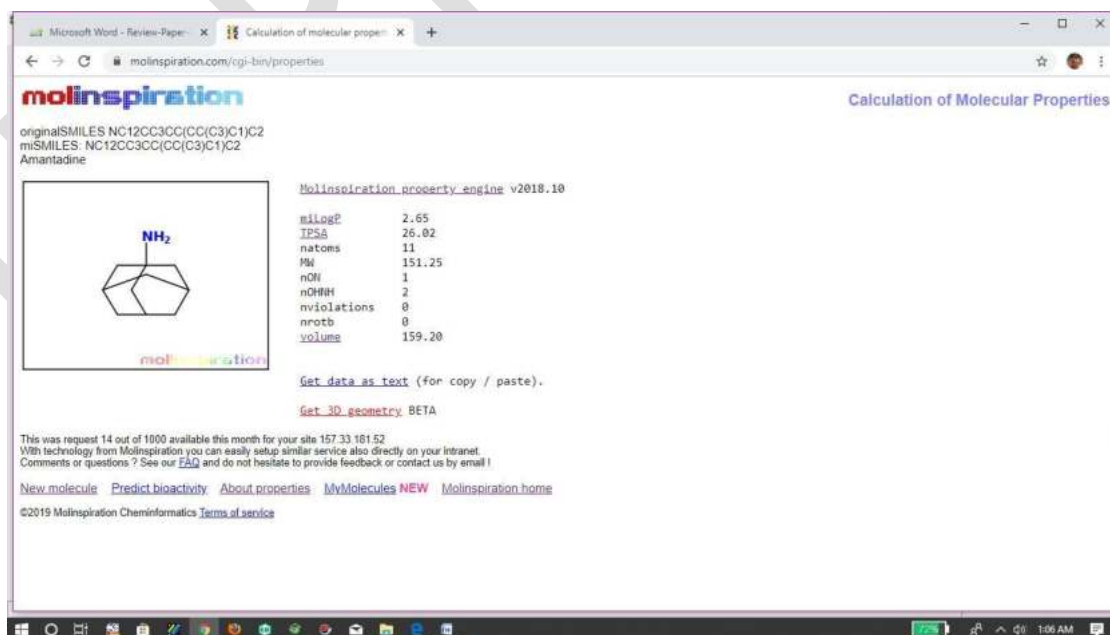 Microsoft Word - Review-Paper- Calculation of molecular propert
molinspiration.com/cgi-bin/properties
molinspiration
Calculation of Molecular Properties
originalSMILES NC12CC3CC(CC(C3)C1)C2
miSMILES: NC12CC3CC(CC(C3)C1)C2
Amantadine
Molinspiration property engine v2018.10
miLogP 2.65
TPSA 26.02
natoms 11
MW 151.25
nON 1
nOHNH 2
nviolations 0
nrotb 0
volume 159.20
NH2
molinspiration
Get data as text (for copy / paste).
Get 3D geometry BETA
This was request 14 out of 1000 available this month for your site 157.33.181.52
With technology from Molinspiration you can easily setup similar service also directly on your intranet.
Comments or questions ? See our FAQ and do not hesitate to provide feedback or contact us by email !
New molecule Predict bioactivity About properties MyMolecules NEW Molinspiration home
©2019 Molinspiration Cheminformatics Terms of service
72% 1:06 AM